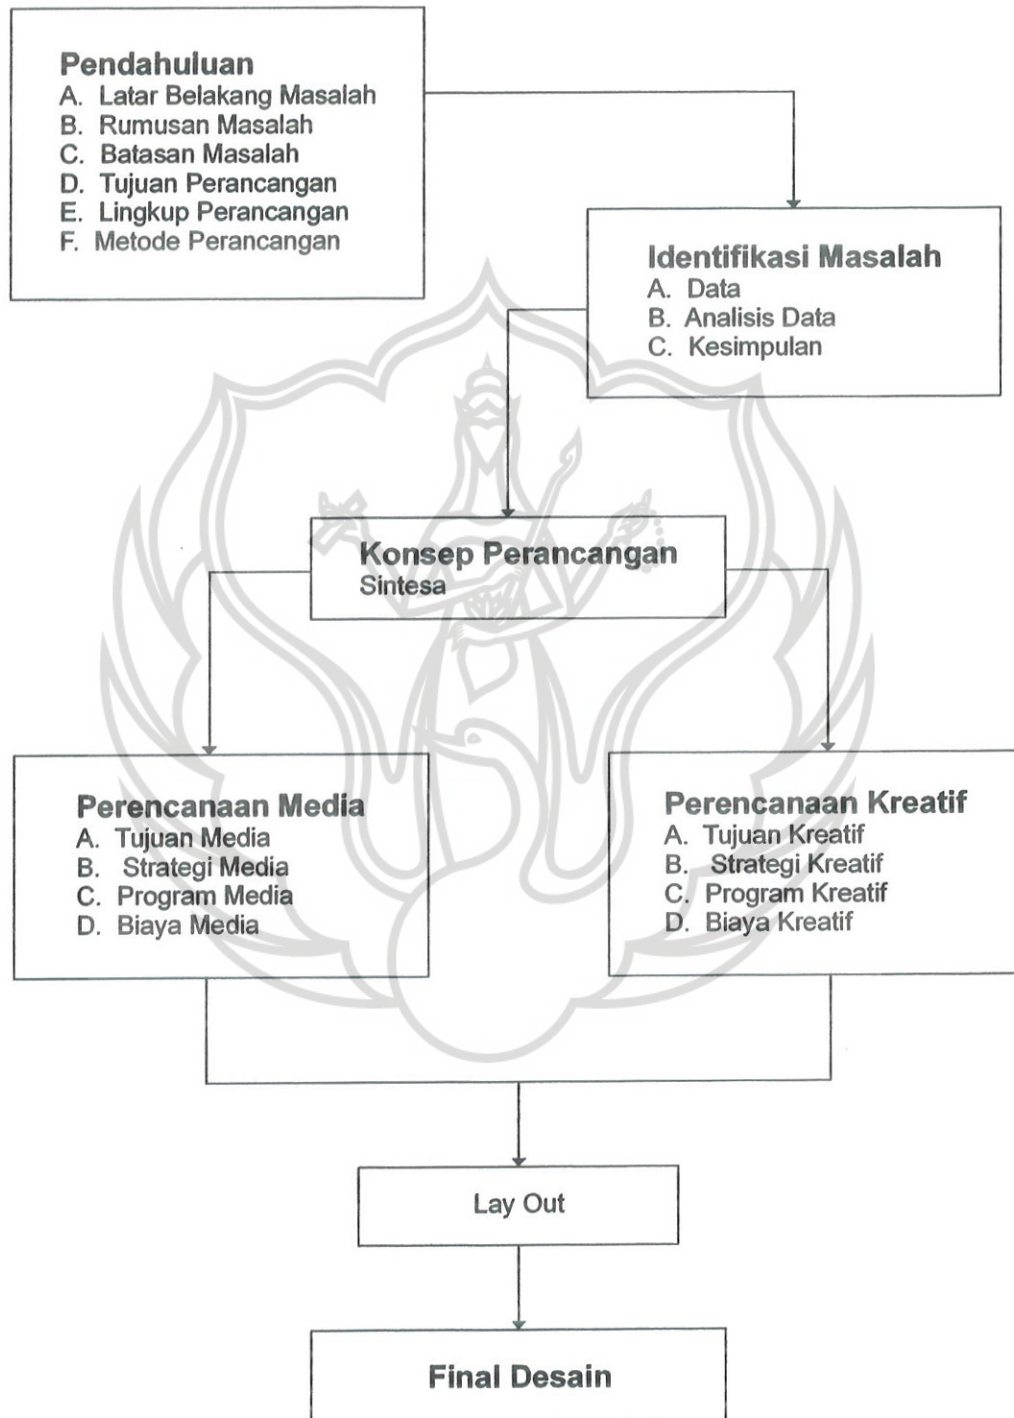 Pendahuluan
A. Latar Belakang Masalah
B. Rumusan Masalah
C. Batasan Masalah
D. Tujuan Perancangan
E. Lingkup Perancangan
F. Metode Perancangan
Identifikasi Masalah
A. Data
B. Analisis Data
C. Kesimpulan
Konsep Perancangan
Sintesa
Perencanaan Media
A. Tujuan Media
B. Strategi Media
C. Program Media
D. Biaya Media
Perencanaan Kreatif
A. Tujuan Kreatif
B. Strategi Kreatif
C. Program Kreatif
D. Biaya Kreatif
Lay Out
Final Desain